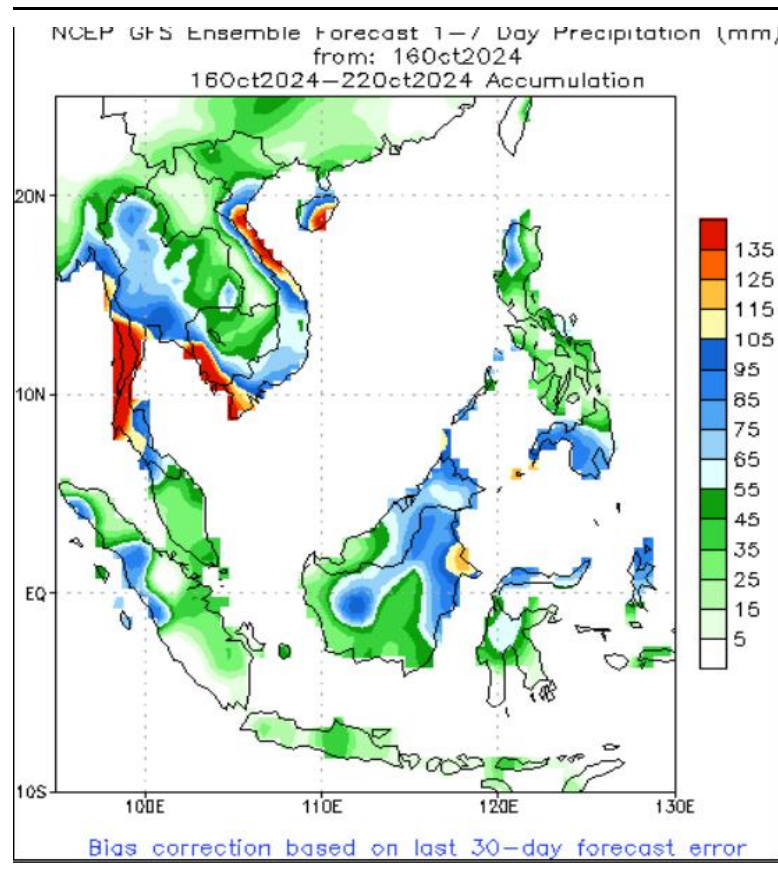 NCEP GFS Ensemble Forecast 1–7 Day Precipitation (mm)
from: 16Oct2024
16Oct2024–22Oct2024 Accumulation
20N
10N
EQ
10S
100E
110E
120E
130E
135
125
115
105
95
85
75
65
55
45
35
25
15
5
Bias correction based on last 30–day forecast error